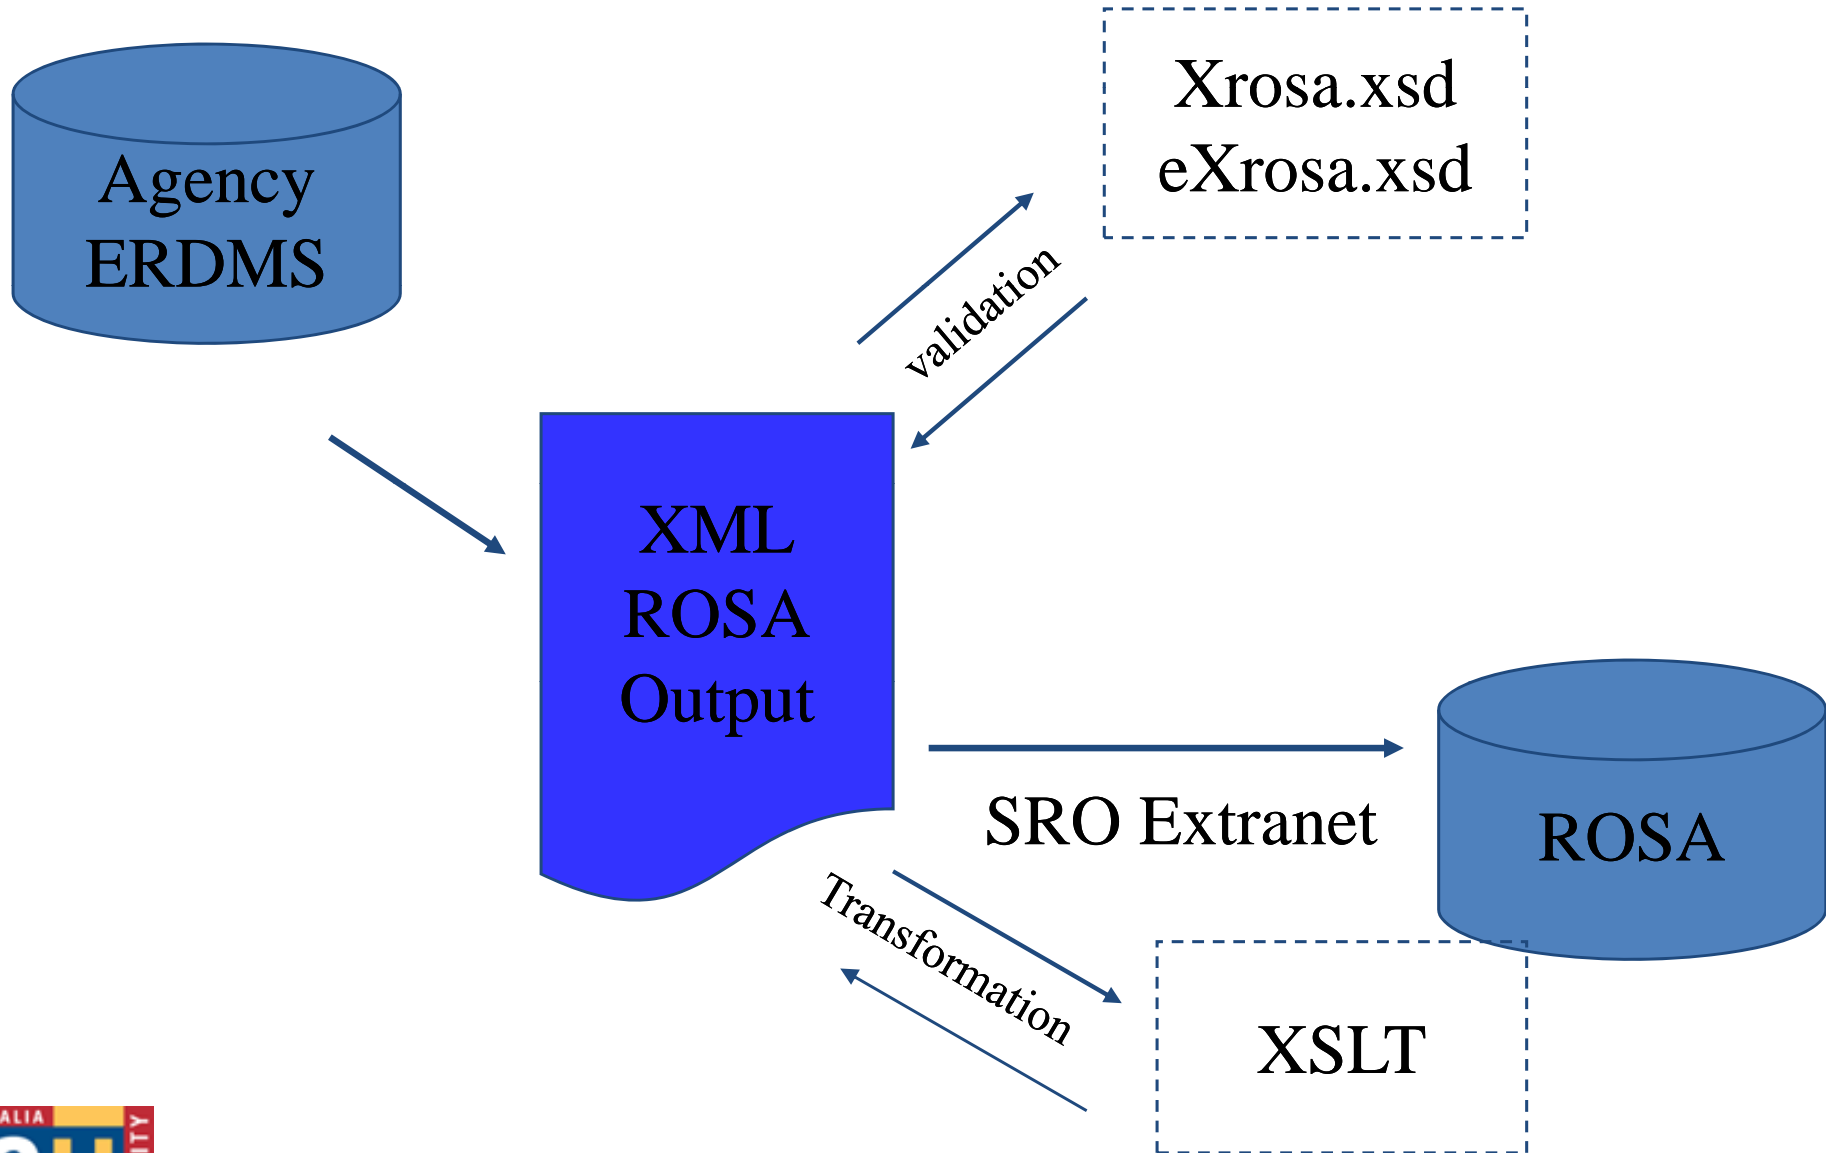 Xrosa.xsd
eXrosa.xsd
Agency
ERDMS
validation
XML
ROSA
Output
SRO Extranet
ROSA
Transformation
XSLT